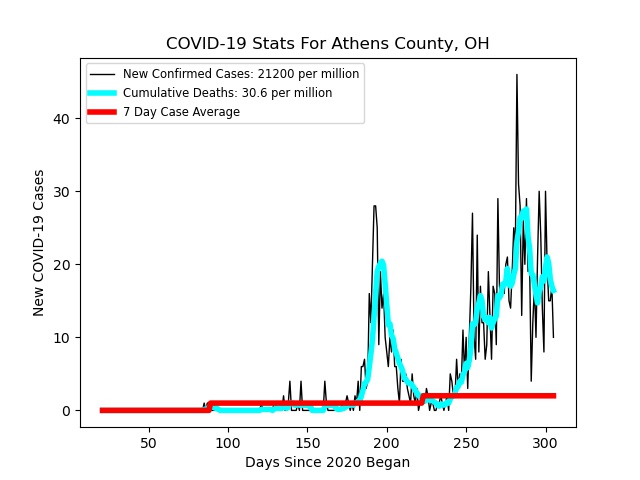 COVID-19 Stats For Athens County, OH
New Confirmed Cases: 21200 per million
Cumulative Deaths: 30.6 per million
7 Day Case Average
New COVID-19 Cases
40
30
20
10
0
50 100 150 200 250 300
Days Since 2020 Began